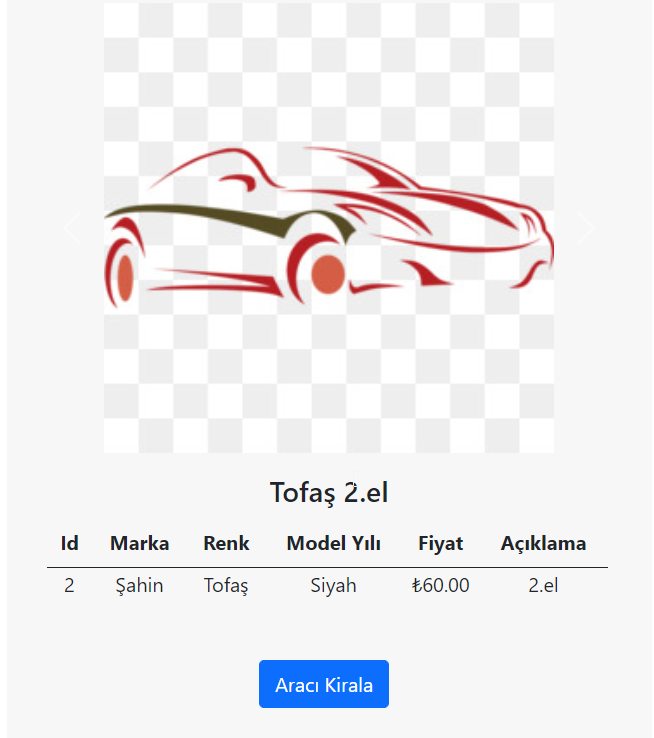 Tofaş 2.el
Id Marka Renk Model Yılı Fiyat Açıklama
2 Şahin Tofaş Siyah ₺60.00 2.el
Aracı Kirala